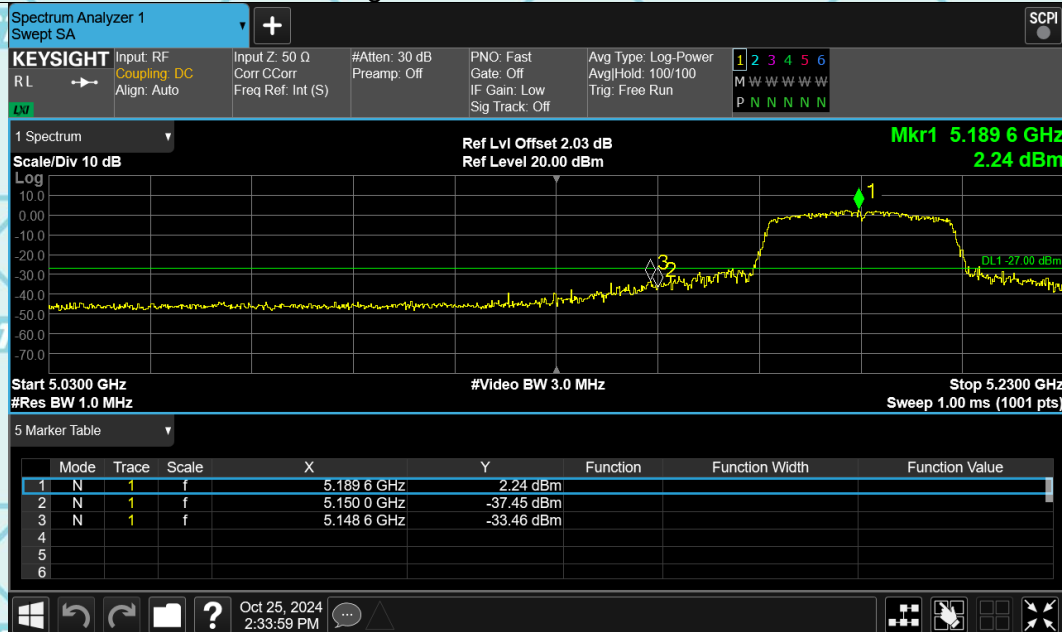 Spectrum Analyzer 1
Swept SA
+
SCPI
KEYSIGHT
RL
LXI
Input: RF
Coupling: DC
Align: Auto
Input Z: 50 Ω
Corr CCorr
Freq Ref: Int (S)
#Atten: 30 dB
Preamp: Off
PNO: Fast
Gate: Off
IF Gain: Low
Sig Track: Off
Avg Type: Log-Power
Avg|Hold: 100/100
Trig: Free Run
1 2 3 4 5 6
M W W W W W
P N N N N N
1 Spectrum
Scale/Div 10 dB
Ref Lvl Offset 2.03 dB
Ref Level 20.00 dBm
Mkr1 5.189 6 GHz
2.24 dBm
Log
10.0
0.00
-10.0
-20.0
-30.0
-40.0
-50.0
-60.0
-70.0
1
3
2
DL1 -27.00 dBm
Start 5.0300 GHz
#Video BW 3.0 MHz
Stop 5.2300 GHz
#Res BW 1.0 MHz
Sweep 1.00 ms (1001 pts)
5 Marker Table
Mode Trace Scale X Y Function Function Width Function Value
1 N 1 f 5.189 6 GHz 2.24 dBm
2 N 1 f 5.150 0 GHz -37.45 dBm
3 N 1 f 5.148 6 GHz -33.46 dBm
4
5
6
?
Oct 25, 2024
2:33:59 PM